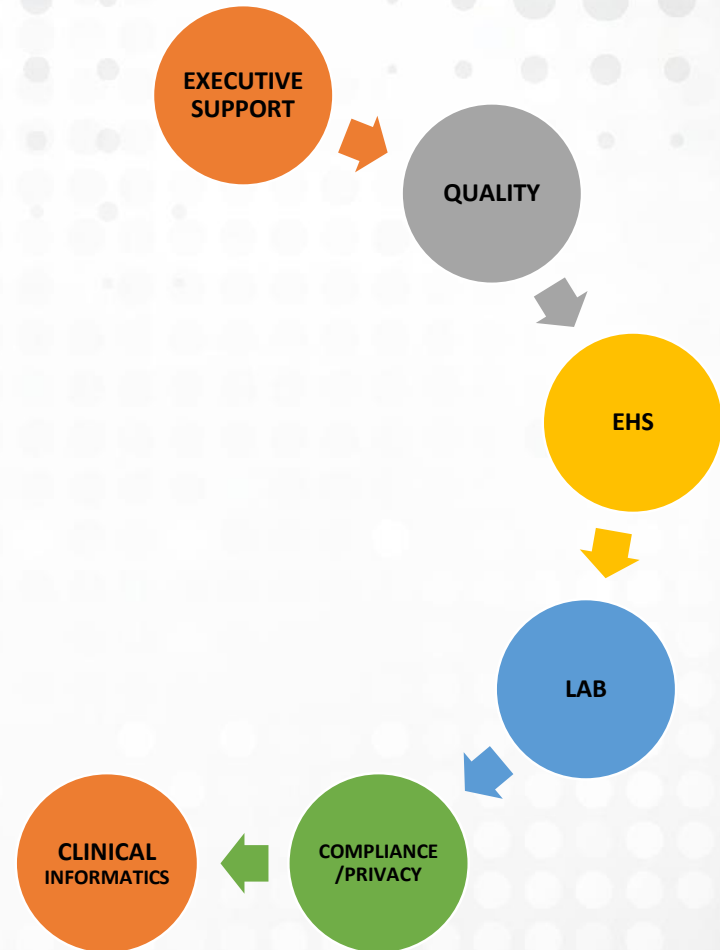 EXECUTIVE
SUPPORT
QUALITY
EHS
LAB
COMPLIANCE
/PRIVACY
CLINICAL
INFORMATICS